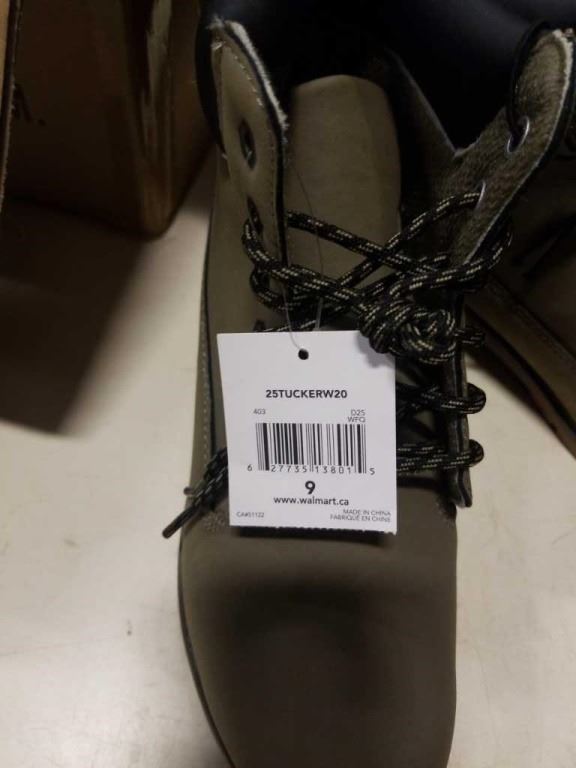 25TUCKERW20
403 D25
WFQ
6 27735 13801 5
9
www.walmart.ca
CA#51122 MADE IN CHINA
FABRIQUÉ EN CHINE